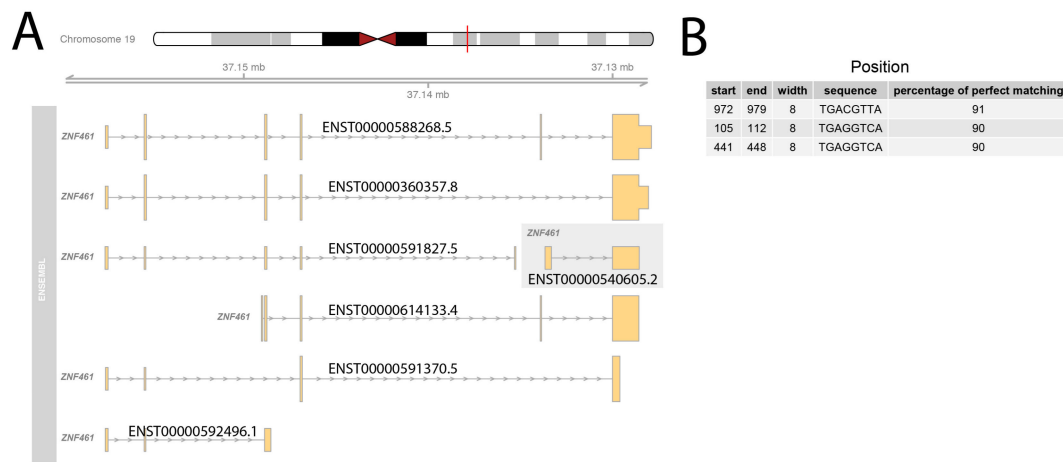 A
Chromosome 19
37.15 mb
37.13 mb
37.14 mb
ENSEMBL
ZNF461
ENST00000588268.5
ZNF461
ENST00000360357.8
ZNF461
ENST00000591827.5
ZNF461
ENST00000540605.2
ZNF461
ENST00000614133.4
ZNF461
ENST00000591370.5
ZNF461
ENST00000592496.1
B
Position
start end width sequence percentage of perfect matching
972 979 8 TGACGTTA 91
105 112 8 TGAGGTCA 90
441 448 8 TGAGGTCA 90